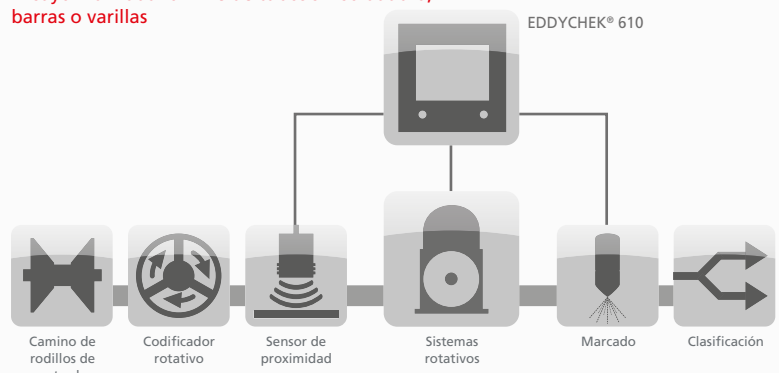 barras o varillas
EDDYCHEK® 610
Camino de
rodillos de
Codificador
rotativo
Sensor de
proximidad
Sistemas
rotativos
Marcado
Clasificación